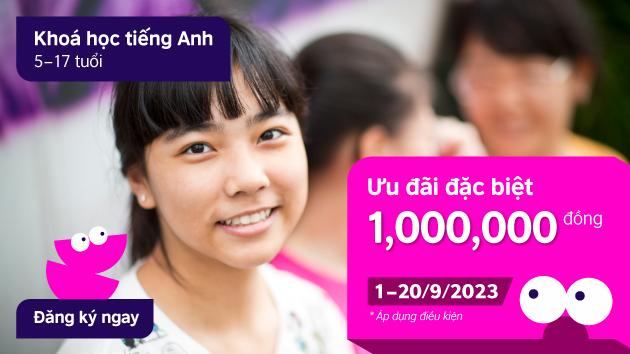 Khoá học tiếng Anh
5–17 tuổi
Ưu đãi đặc biệt
1,000,000 đồng
1–20/9/2023
* Áp dụng điều kiện
Đăng ký ngay